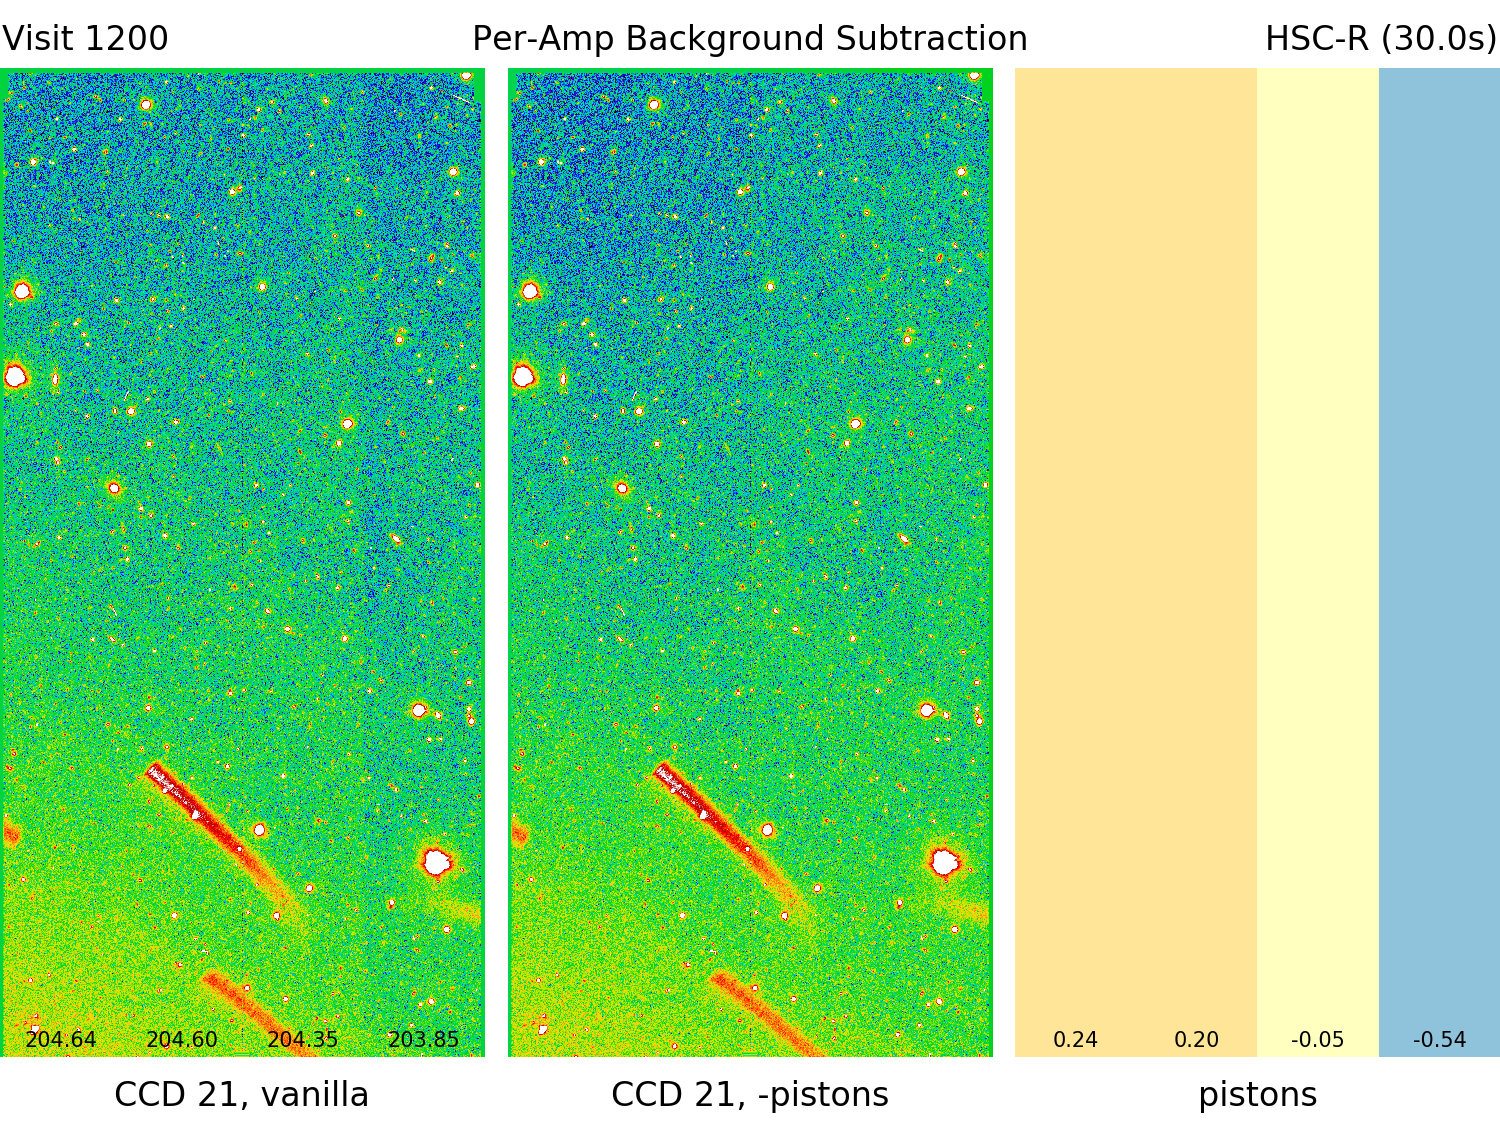 Visit 1200 Per-Amp Background Subtraction HSC-R (30.0s)
204.64 204.60 204.35 203.85 0.24 0.20 -0.05 -0.54
CCD 21, vanilla CCD 21, -pistons pistons